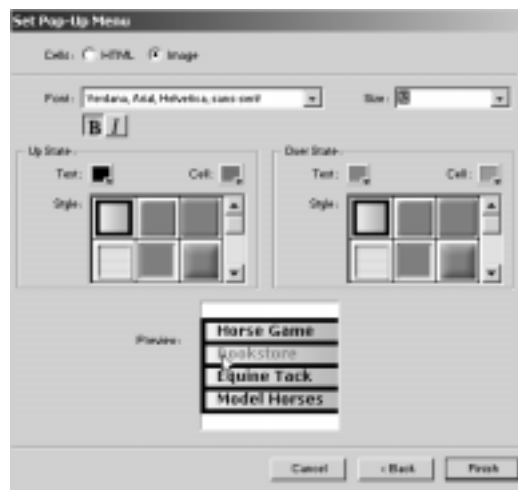 Set Pop-Up Menu
Cells: HTML Image
Font: Verdana, Arial, Helvetica, sans-serif Size:
B I
Up State Over State
Text: Cell: Text: Cell:
Style: Style:
Preview:
Horse Game
Bookstore
Equine Tack
Model Horses
Cancel < Back Finish